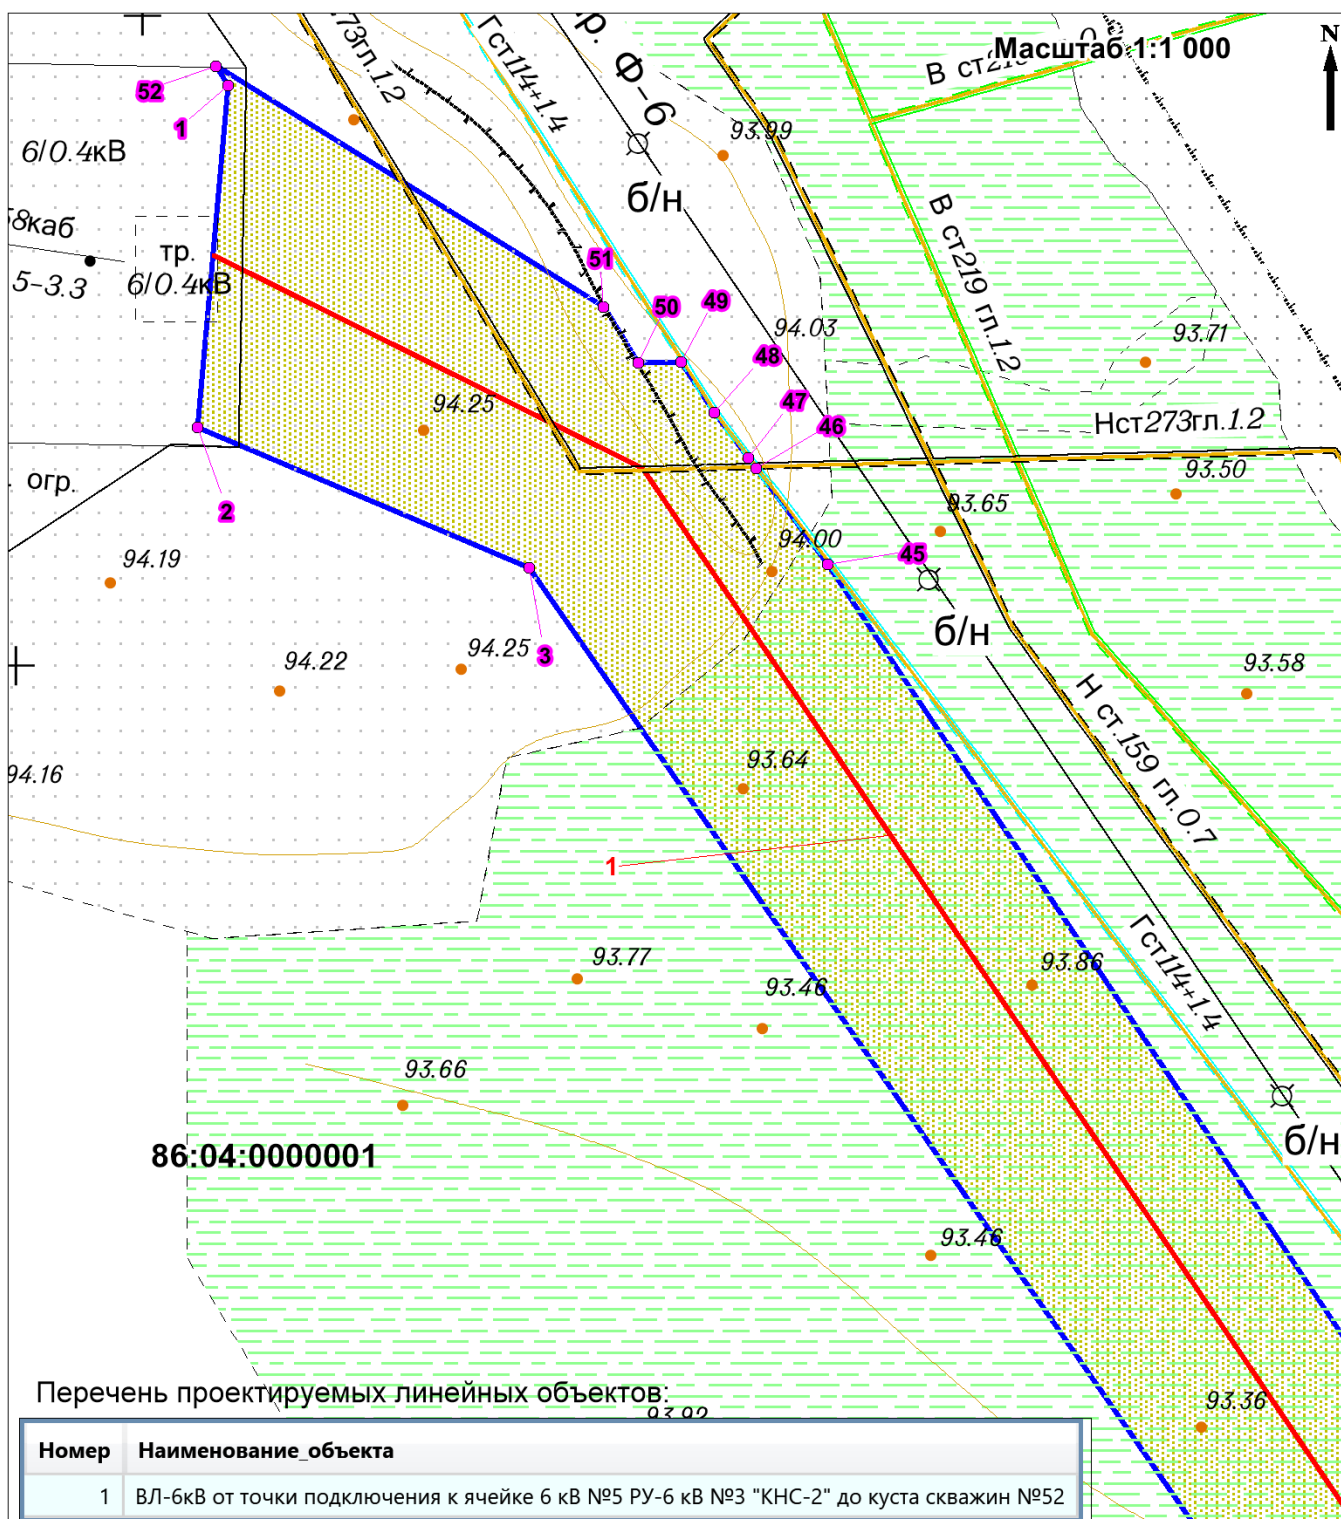 Масштаб 1:1 000
N
52
1
6/0.4кВ
тр.
6/0.4кВ
5-3.3
огр.
2
3
51
50
49
48
47
46
45
Гст114+1.4
Ф-6
б/н
93.99
В ст219 гл.1.2
94.03
93.71
94.25
Нст273гл.1.2
93.50
93.65
94.00
б/н
94.19
94.25
94.22
93.58
Н ст.159 гл.0.7
94.16
93.64
1
93.77
93.86
93.46
Гст114+1.4
93.66
86:04:0000001
б/н
93.46
93.36
Перечень проектируемых линейных объектов:
93.92
Номер Наименование_объекта
1 ВЛ-6кВ от точки подключения к ячейке 6 кВ №5 РУ-6 кВ №3 "КНС-2" до куста скважин №52